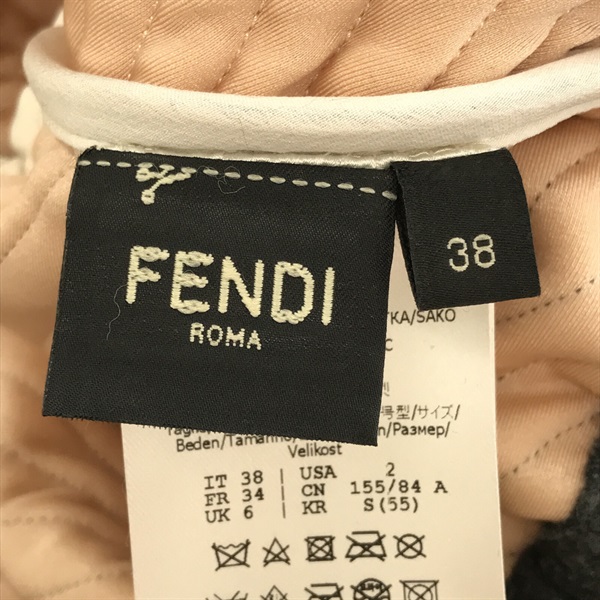 FENDI
ROMA
38
TKA/SAKO
C
号型/サイズ/
Beden/Tamanho/
/Размер/
Velikost
IT 38 USA 2
FR 34 CN 155/84 A
UK 6 KR S(55)